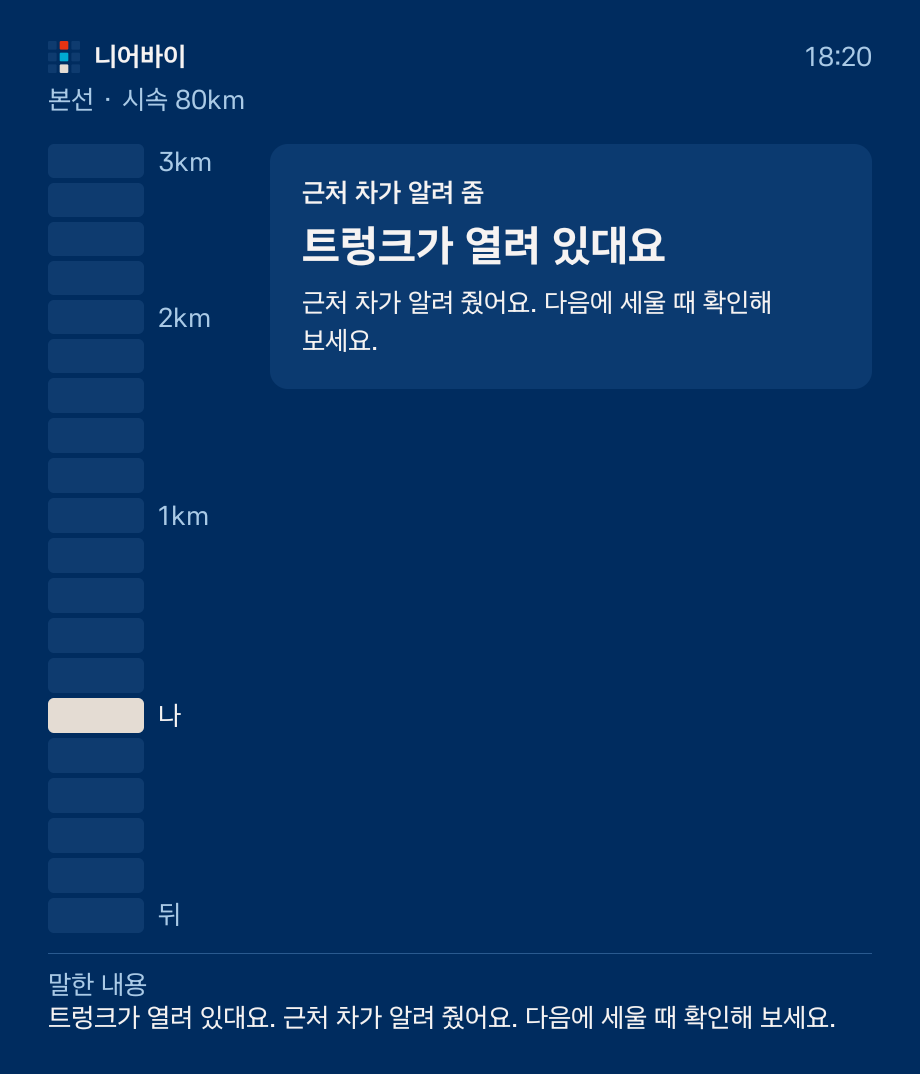 니어바이
18:20
본선 · 시속 80km
3km
2km
1km
나
뒤
근처 차가 알려 줌
트렁크가 열려 있대요
근처 차가 알려 줬어요. 다음에 세울 때 확인해
보세요.
말한 내용
트렁크가 열려 있대요. 근처 차가 알려 줬어요. 다음에 세울 때 확인해 보세요.